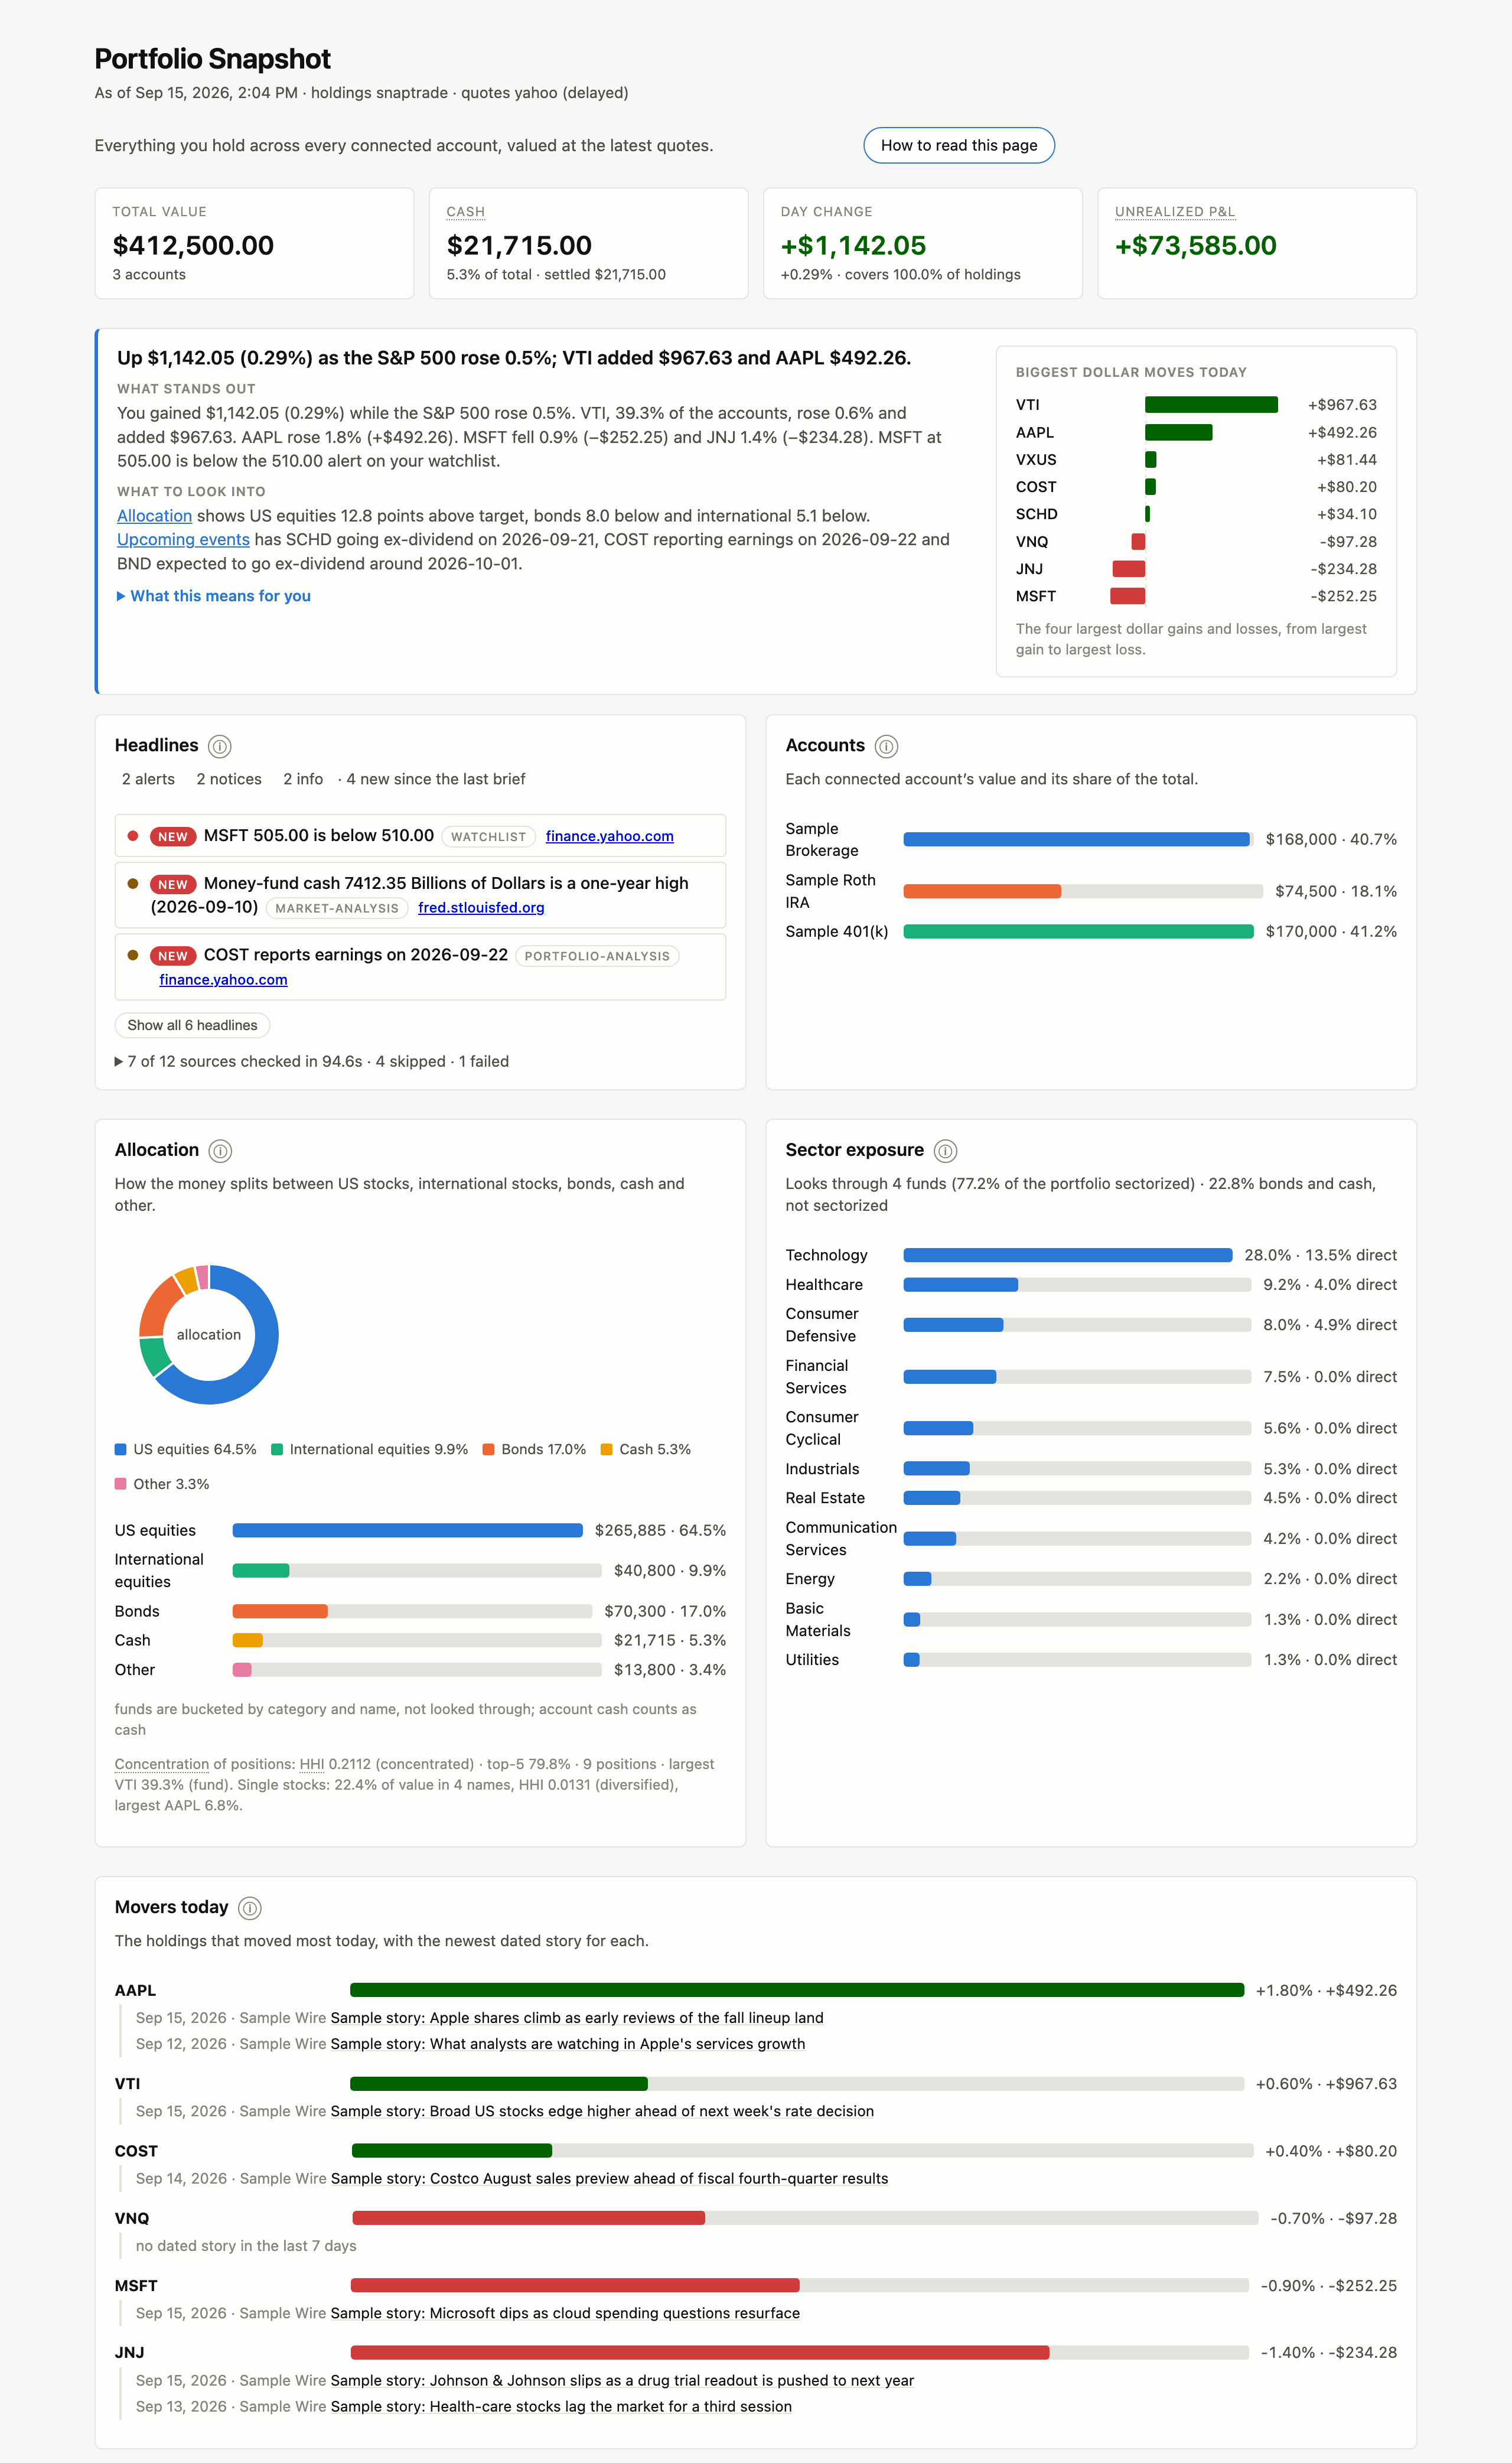 Portfolio Snapshot
As of Sep 15, 2026, 2:04 PM · holdings snaptrade · quotes yahoo (delayed)
Everything you hold across every connected account, valued at the latest quotes.
How to read this page
TOTAL VALUE
$412,500.00
3 accounts
CASH
$21,715.00
5.3% of total · settled $21,715.00
DAY CHANGE
+$1,142.05
+0.29% · covers 100.0% of holdings
UNREALIZED P&L
+$73,585.00
Up $1,142.05 (0.29%) as the S&P 500 rose 0.5%; VTI added $967.63 and AAPL $492.26.
WHAT STANDS OUT
You gained $1,142.05 (0.29%) while the S&P 500 rose 0.5%. VTI, 39.3% of the accounts, rose 0.6% and
added $967.63. AAPL rose 1.8% (+$492.26). MSFT fell 0.9% (−$252.25) and JNJ 1.4% (−$234.28). MSFT at
505.00 is below the 510.00 alert on your watchlist.
WHAT TO LOOK INTO
Allocation shows US equities 12.8 points above target, bonds 8.0 below and international 5.1 below.
Upcoming events has SCHD going ex-dividend on 2026-09-21, COST reporting earnings on 2026-09-22 and
BND expected to go ex-dividend around 2026-10-01.
▶ What this means for you
BIGGEST DOLLAR MOVES TODAY
VTI +$967.63
AAPL +$492.26
VXUS +$81.44
COST +$80.20
SCHD +$34.10
VNQ -$97.28
JNJ -$234.28
MSFT -$252.25
The four largest dollar gains and losses, from largest
gain to largest loss.
Headlines ⓘ
2 alerts 2 notices 2 info · 4 new since the last brief
NEW MSFT 505.00 is below 510.00 WATCHLIST finance.yahoo.com
NEW Money-fund cash 7412.35 Billions of Dollars is a one-year high
(2026-09-10) MARKET-ANALYSIS fred.stlouisfed.org
NEW COST reports earnings on 2026-09-22 PORTFOLIO-ANALYSIS
finance.yahoo.com
Show all 6 headlines
▶ 7 of 12 sources checked in 94.6s · 4 skipped · 1 failed
Accounts ⓘ
Each connected account’s value and its share of the total.
Sample
Brokerage
$168,000 · 40.7%
Sample Roth
IRA
$74,500 · 18.1%
Sample 401(k) $170,000 · 41.2%
Allocation ⓘ
How the money splits between US stocks, international stocks, bonds, cash and
other.
allocation
US equities 64.5% International equities 9.9% Bonds 17.0% Cash 5.3%
Other 3.3%
US equities $265,885 · 64.5%
International
equities
$40,800 · 9.9%
Bonds $70,300 · 17.0%
Cash $21,715 · 5.3%
Other $13,800 · 3.4%
funds are bucketed by category and name, not looked through; account cash counts as
cash
Concentration of positions: HHI 0.2112 (concentrated) · top-5 79.8% · 9 positions · largest
VTI 39.3% (fund). Single stocks: 22.4% of value in 4 names, HHI 0.0131 (diversified),
largest AAPL 6.8%.
Sector exposure ⓘ
Looks through 4 funds (77.2% of the portfolio sectorized) · 22.8% bonds and cash,
not sectorized
Technology 28.0% · 13.5% direct
Healthcare 9.2% · 4.0% direct
Consumer
Defensive
8.0% · 4.9% direct
Financial
Services
7.5% · 0.0% direct
Consumer
Cyclical
5.6% · 0.0% direct
Industrials 5.3% · 0.0% direct
Real Estate 4.5% · 0.0% direct
Communication
Services
4.2% · 0.0% direct
Energy 2.2% · 0.0% direct
Basic
Materials
1.3% · 0.0% direct
Utilities 1.3% · 0.0% direct
Movers today ⓘ
The holdings that moved most today, with the newest dated story for each.
AAPL +1.80% · +$492.26
Sep 15, 2026 · Sample Wire Sample story: Apple shares climb as early reviews of the fall lineup land
Sep 12, 2026 · Sample Wire Sample story: What analysts are watching in Apple's services growth
VTI +0.60% · +$967.63
Sep 15, 2026 · Sample Wire Sample story: Broad US stocks edge higher ahead of next week's rate decision
COST +0.40% · +$80.20
Sep 14, 2026 · Sample Wire Sample story: Costco August sales preview ahead of fiscal fourth-quarter results
VNQ -0.70% · -$97.28
no dated story in the last 7 days
MSFT -0.90% · -$252.25
Sep 15, 2026 · Sample Wire Sample story: Microsoft dips as cloud spending questions resurface
JNJ -1.40% · -$234.28
Sep 15, 2026 · Sample Wire Sample story: Johnson & Johnson slips as a drug trial readout is pushed to next year
Sep 13, 2026 · Sample Wire Sample story: Health-care stocks lag the market for a third session